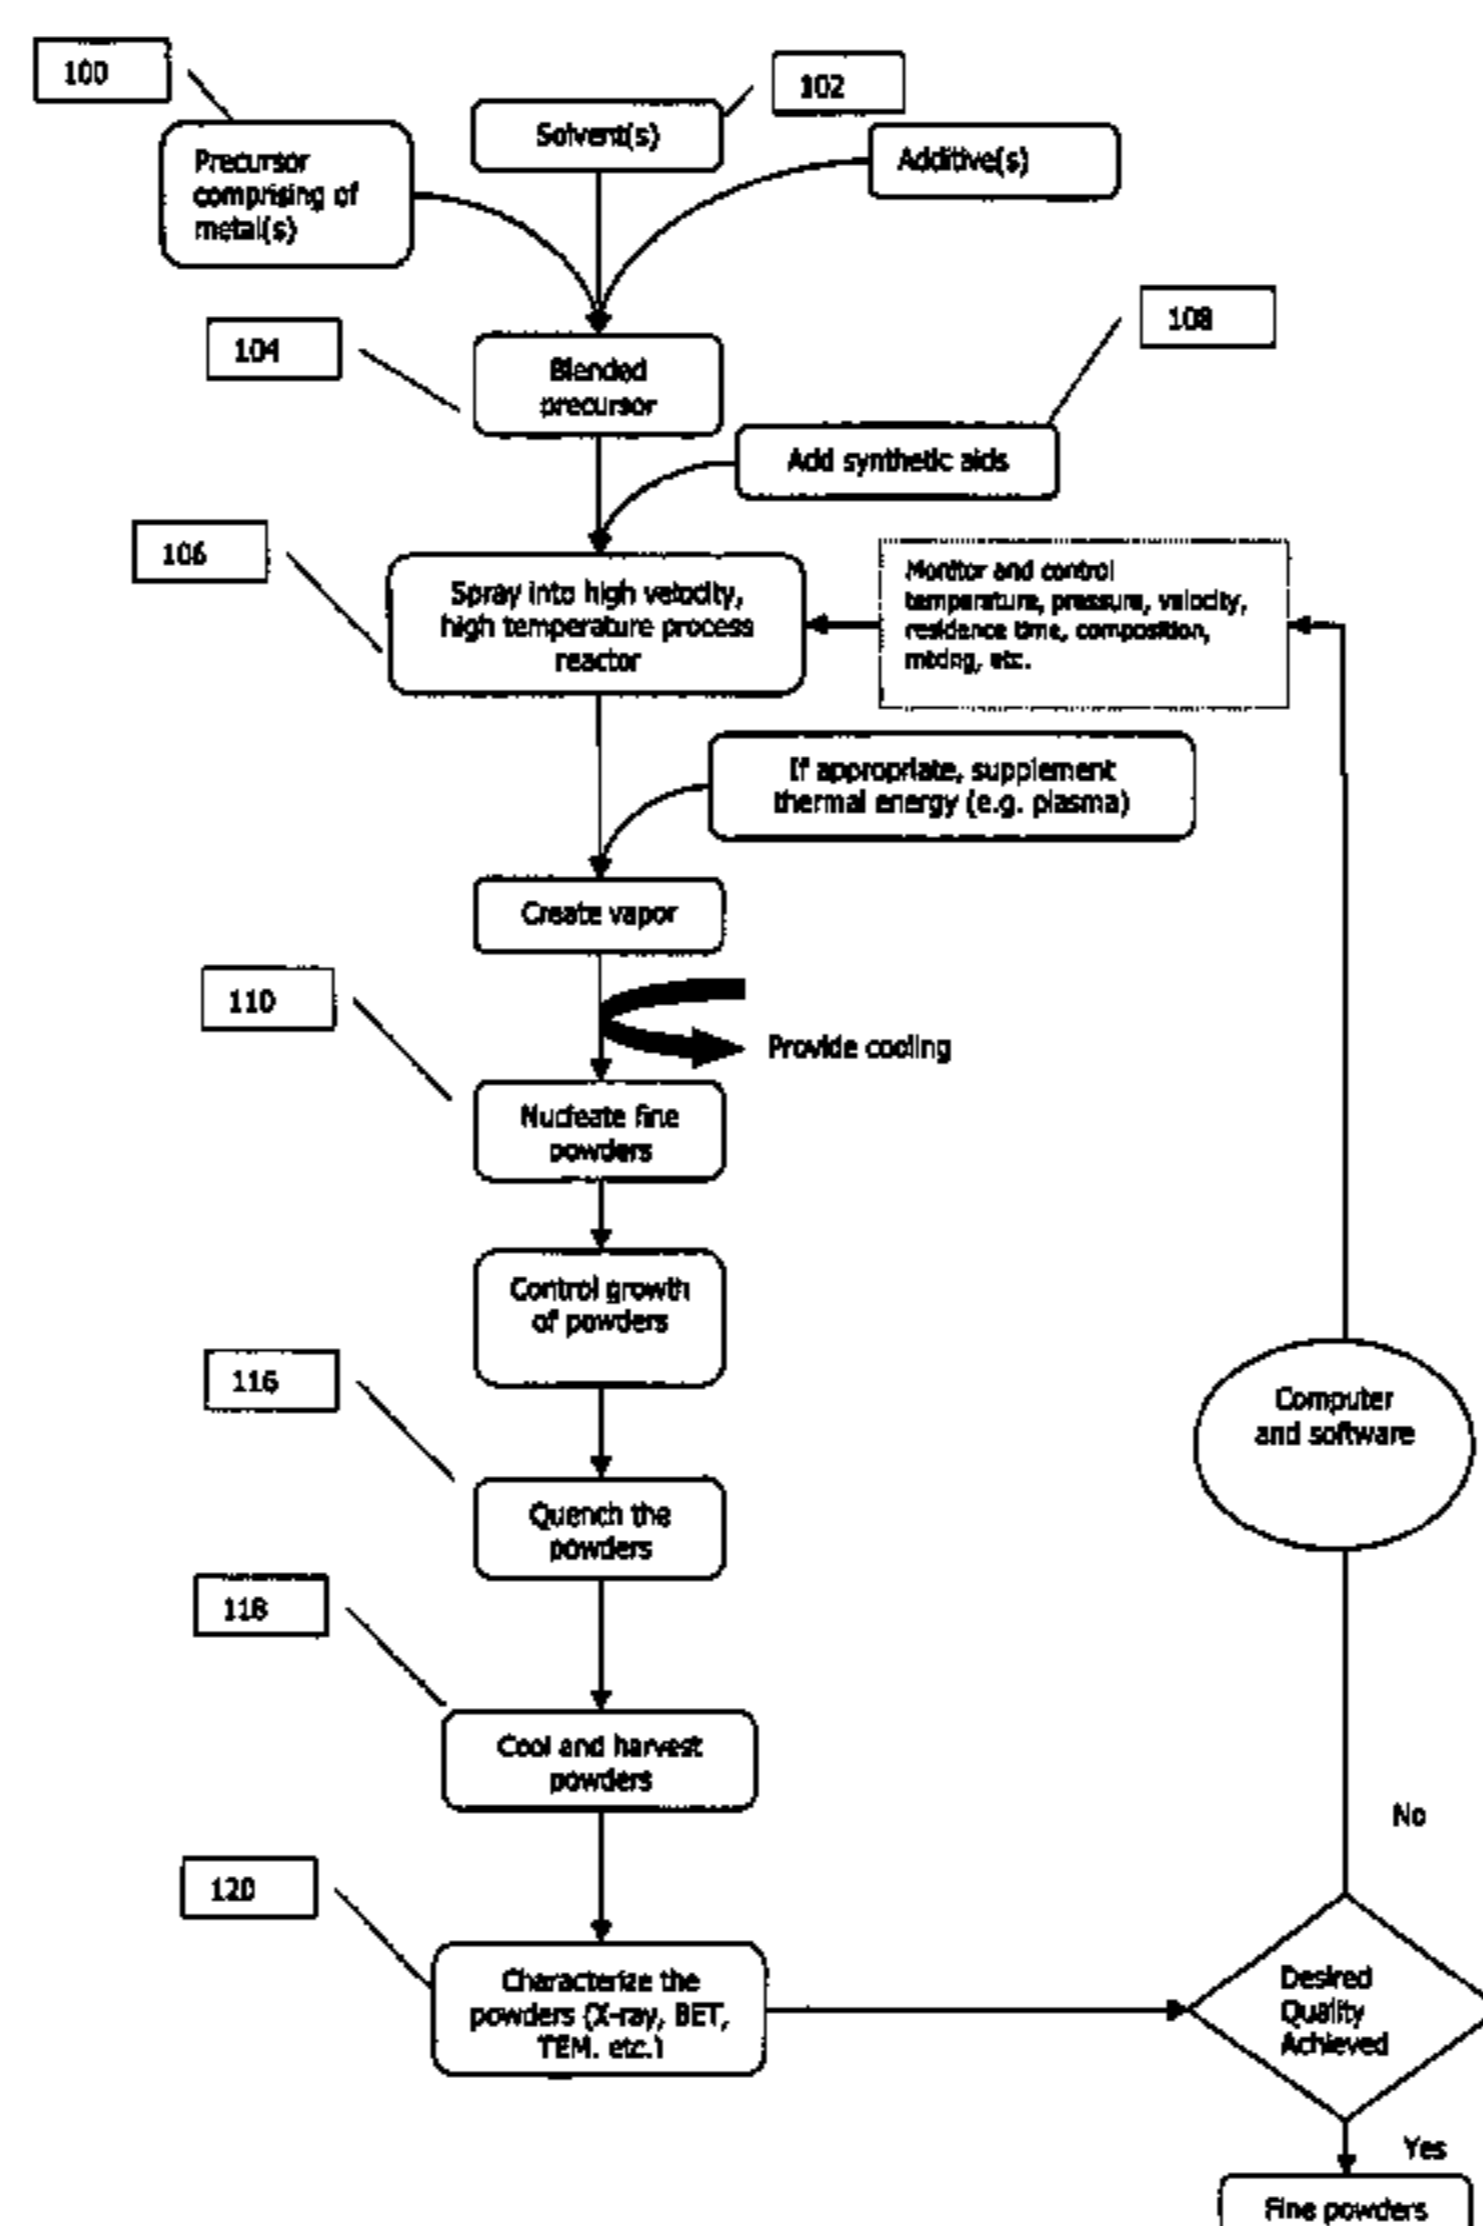 100
102
Solvent(s)
Additive(s)
Precursor
comprising of
metal(s)
108
104
Blended
precursor
Add synthetic aids
106
Spray into high velocity,
high temperature process
reactor
Monitor and control
temperature, pressure, velocity,
residence time, composition,
mixing, etc.
If appropriate, supplement
thermal energy (e.g. plasma)
Create vapor
110
Provide cooling
Nucleate fine
powders
Control growth
of powders
116
Computer
and software
Quench the
powders
118
Cool and harvest
powders
No
120
Characterize the
powders (X-ray, BET,
TEM. etc.)
Desired
Quality
Achieved
Yes
Fine powders